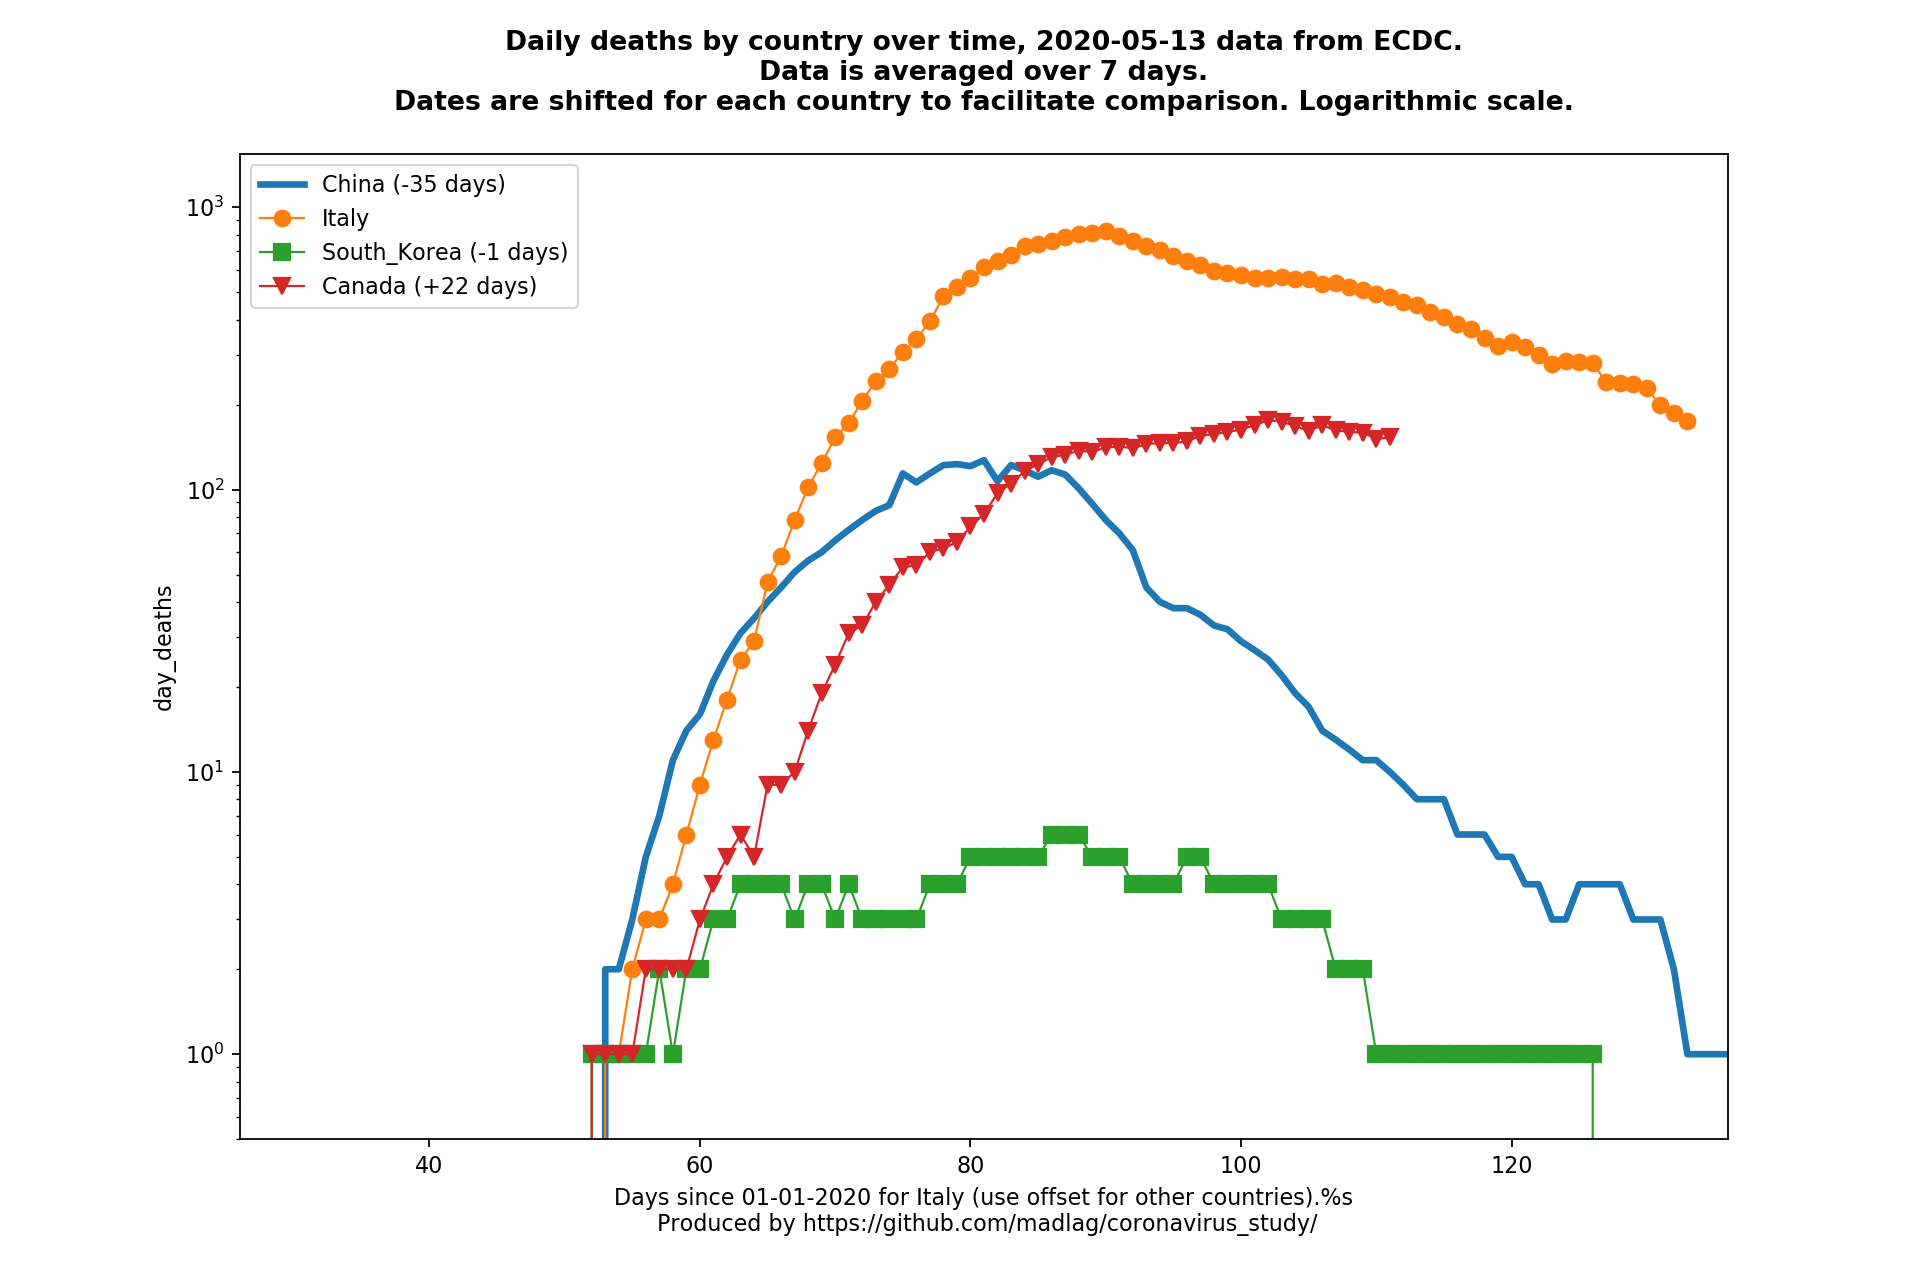 Daily deaths by country over time, 2020-05-13 data from ECDC.
Data is averaged over 7 days.
Dates are shifted for each country to facilitate comparison. Logarithmic scale.
China (-35 days)
Italy
South_Korea (-1 days)
Canada (+22 days)
10³
10²
10¹
10⁰
day_deaths
40 60 80 100 120
Days since 01-01-2020 for Italy (use offset for other countries).%s
Produced by https://github.com/madlag/coronavirus_study/